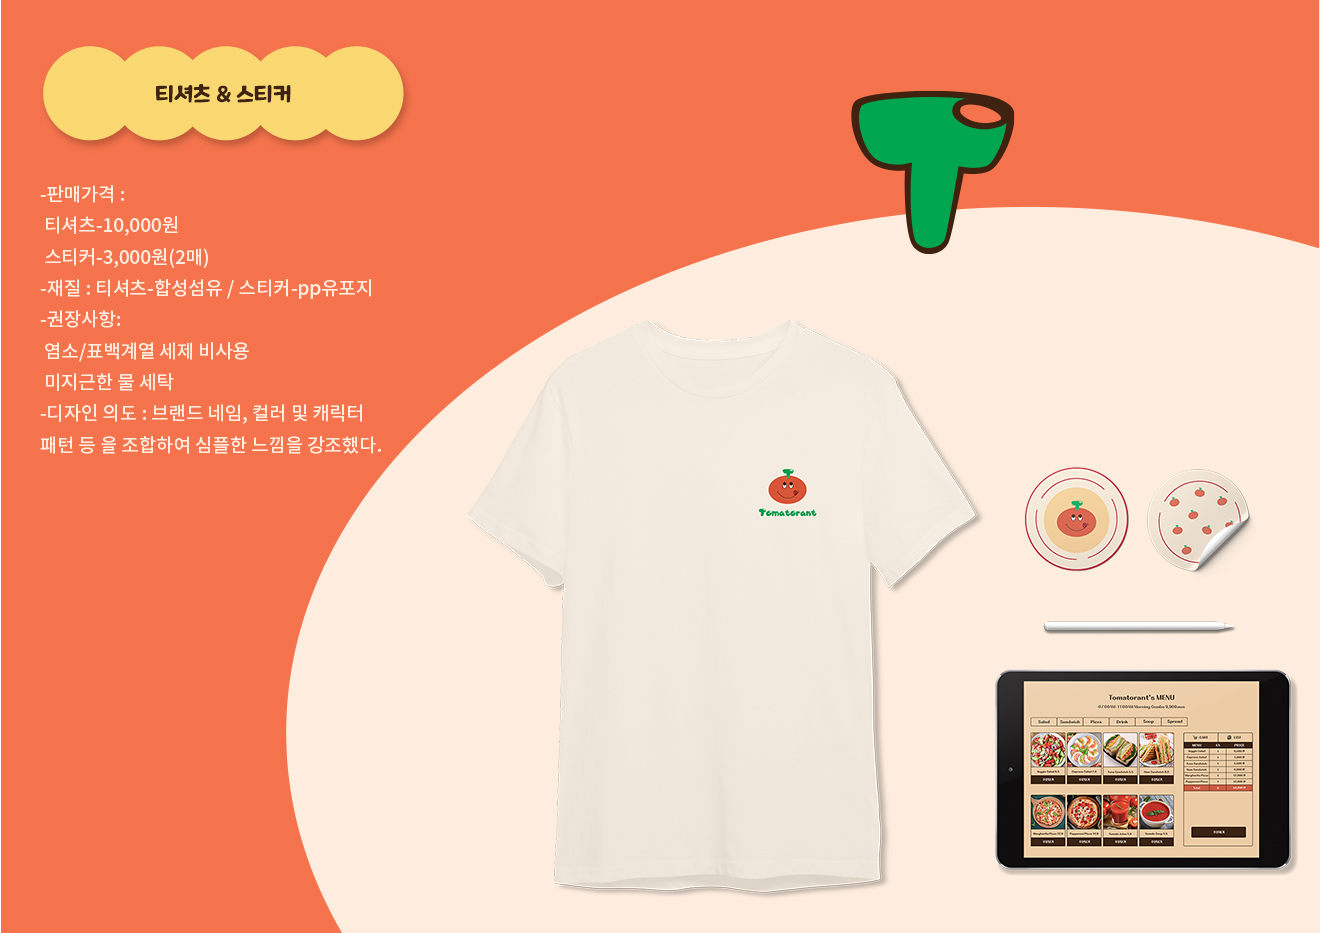 티셔츠 & 스티커
-판매가격 :
티셔츠-10,000원
스티커-3,000원(2매)
-재질 : 티셔츠-합성섬유 / 스티커-pp유포지
-권장사항:
염소/표백계열 세제 비사용
미지근한 물 세탁
-디자인 의도 : 브랜드 네임, 컬러 및 캐릭터
패턴 등 을 조합하여 심플한 느낌을 강조했다.
Tomatorant
Tomatorant's MENU
Salad Sandwich Pizza Drink Soup Spread
MENU EA PRICE
Total